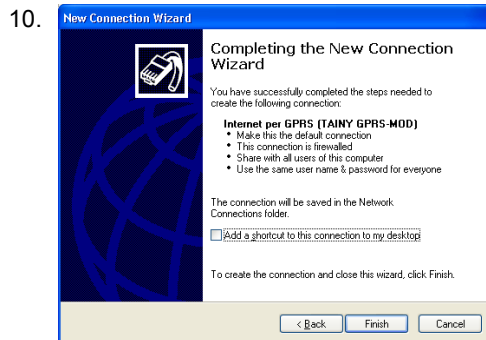 10.
New Connection Wizard
Completing the New Connection
Wizard
You have successfully completed the steps needed to
create the following connection:
Internet per GPRS (TAINY GPRS-MOD)
• Make this the default connection
• This connection is firewalled
• Share with all users of this computer
• Use the same user name & password for everyone
The connection will be saved in the Network
Connections folder.
Add a shortcut to this connection to my desktop
To create the connection and close this wizard, click Finish.
< Back Finish Cancel